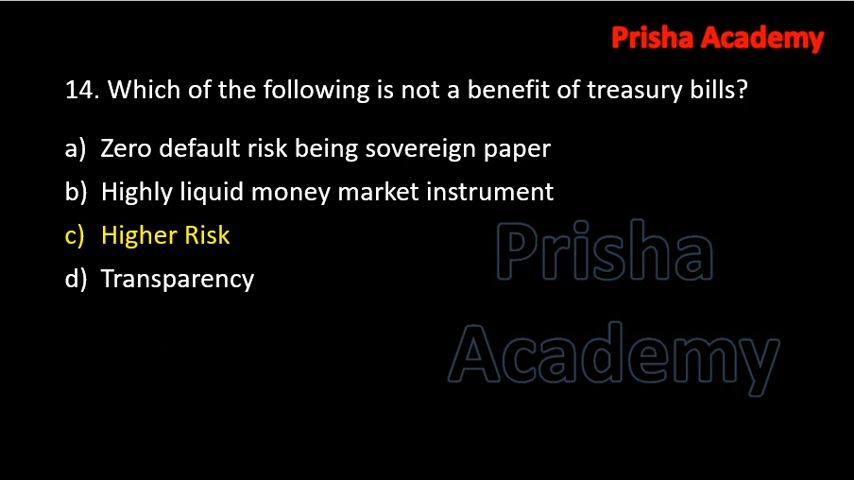 Prisha Academy
14. Which of the following is not a benefit of treasury bills?
a) Zero default risk being sovereign paper
b) Highly liquid money market instrument
c) Higher Risk
d) Transparency
Prisha
Academy